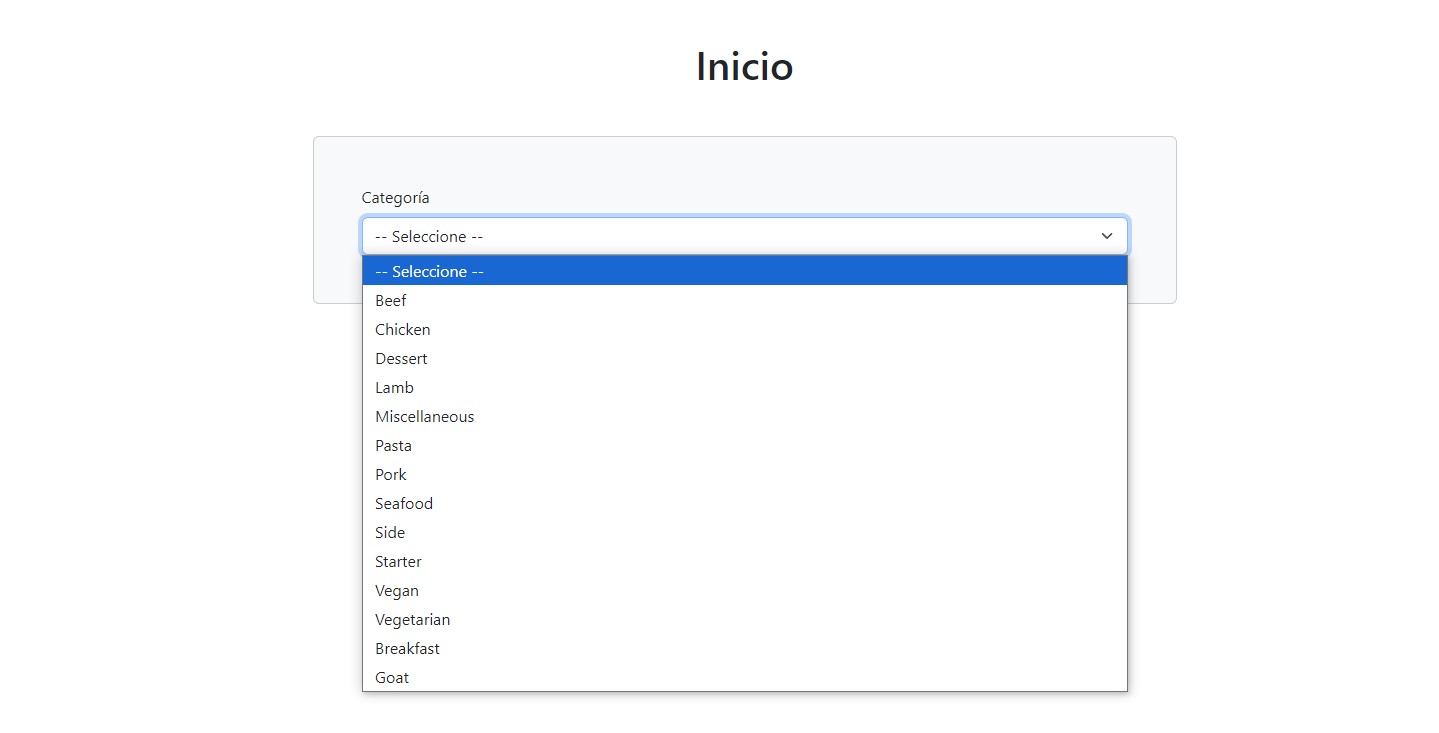 Inicio
Categoría
-- Seleccione --
-- Seleccione --
Beef
Chicken
Dessert
Lamb
Miscellaneous
Pasta
Pork
Seafood
Side
Starter
Vegan
Vegetarian
Breakfast
Goat